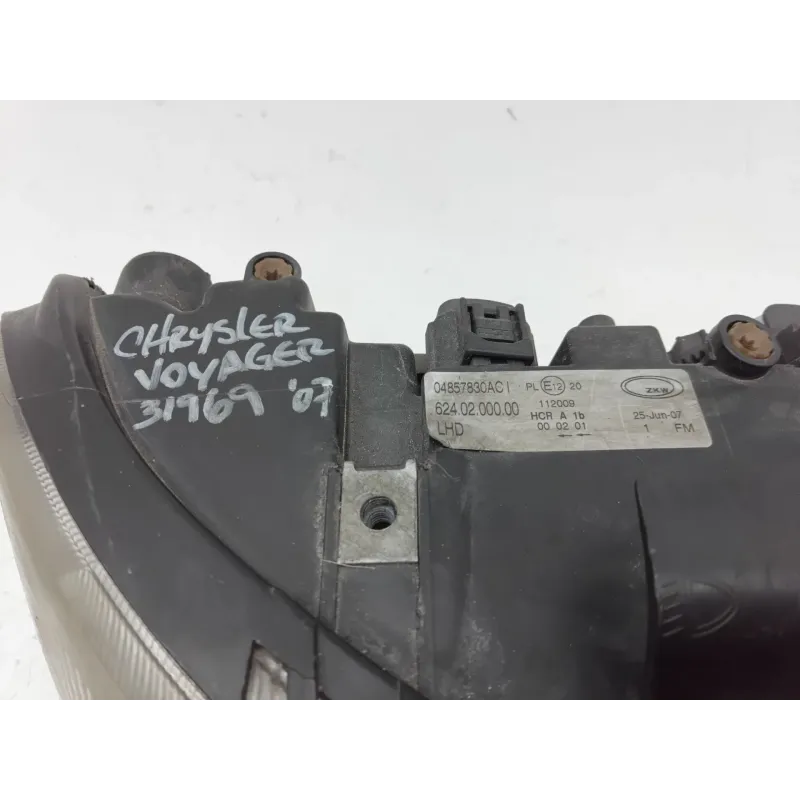 CHRYSLER
VOYAGER
31969 '07
04857830AC I PL E12 20
624.02.000.00 112009
LHD HCR A 1b
00 02 01
ZKW
25-Jun-07
1 FM